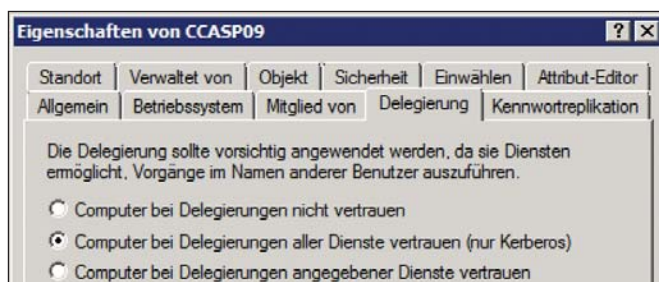 Eigenschaften von CCASP09
Standort Verwaltet von Objekt Sicherheit Einwählen Attribut-Editor
Allgemein Betriebssystem Mitglied von Delegierung Kennwortreplikation
Die Delegierung sollte vorsichtig angewendet werden, da sie Diensten
ermöglicht, Vorgänge im Namen anderer Benutzer auszuführen.
Computer bei Delegierungen nicht vertrauen
Computer bei Delegierungen aller Dienste vertrauen (nur Kerberos)
Computer bei Delegierungen angegebener Dienste vertrauen